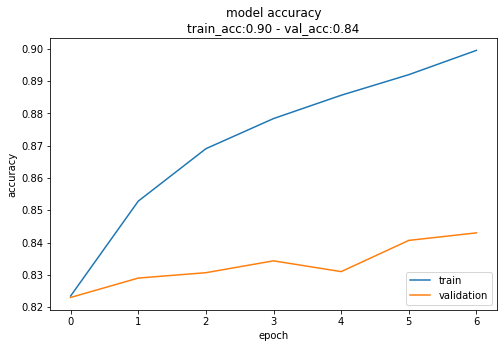 model accuracy
train_acc:0.90 - val_acc:0.84
0.90
0.89
0.88
0.87
0.86
0.85
0.84
0.83
0.82
accuracy
train
validation
0 1 2 3 4 5 6
epoch